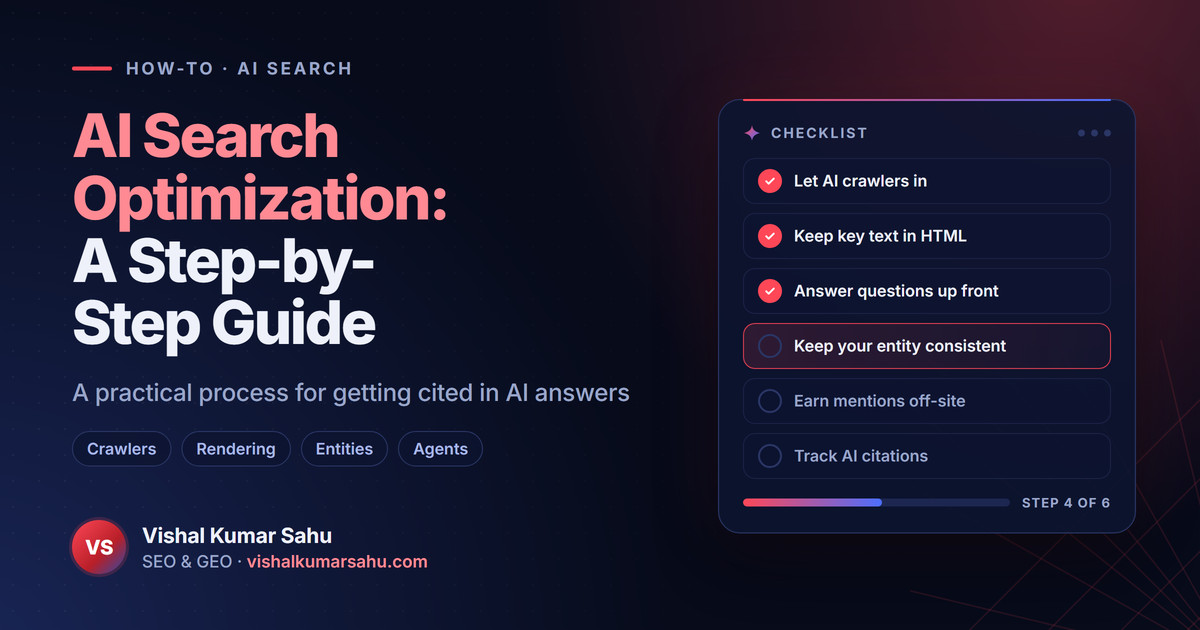 HOW-TO · AI SEARCH
AI Search
Optimization:
A Step-by-
Step Guide
A practical process for getting cited in AI answers
Crawlers
Rendering
Entities
Agents
VS
Vishal Kumar Sahu
SEO & GEO · vishalkumarsahu.com
CHECKLIST
Let AI crawlers in
Keep key text in HTML
Answer questions up front
Keep your entity consistent
Earn mentions off-site
Track AI citations
STEP 4 OF 6